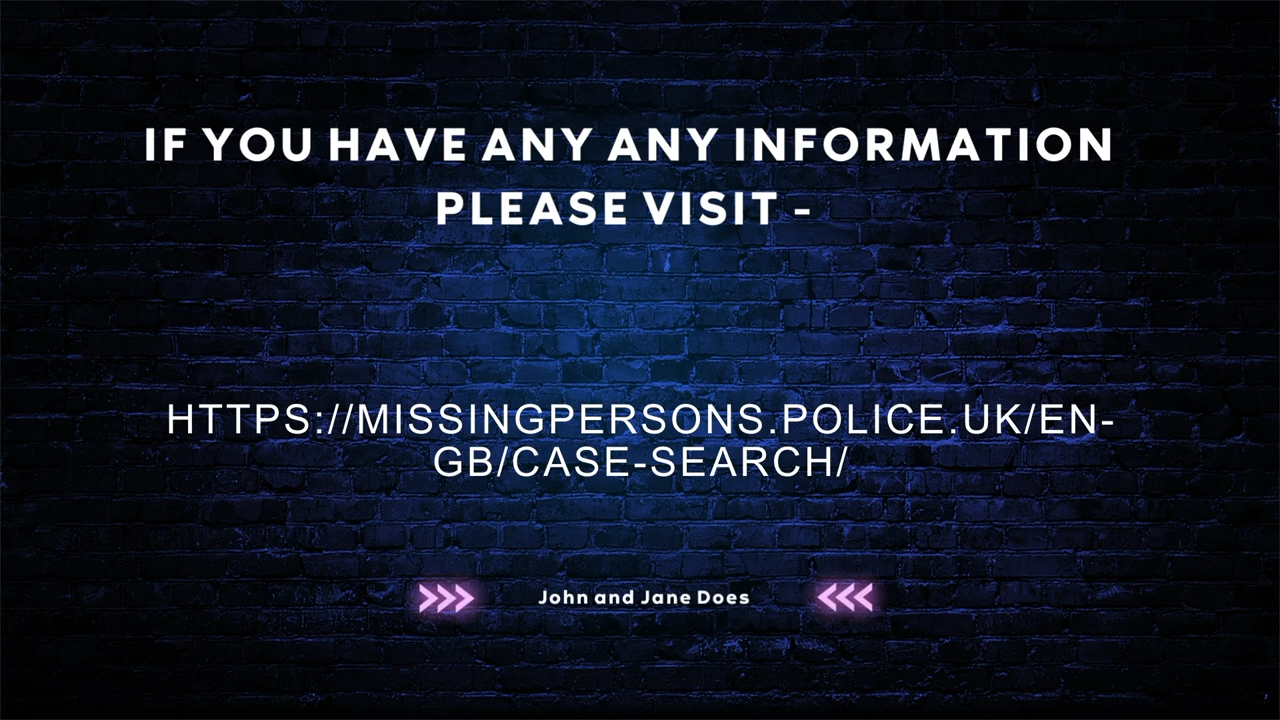 IF YOU HAVE ANY ANY INFORMATION
PLEASE VISIT -
HTTPS://MISSINGPERSONS.POLICE.UK/EN-
GB/CASE-SEARCH/
John and Jane Does